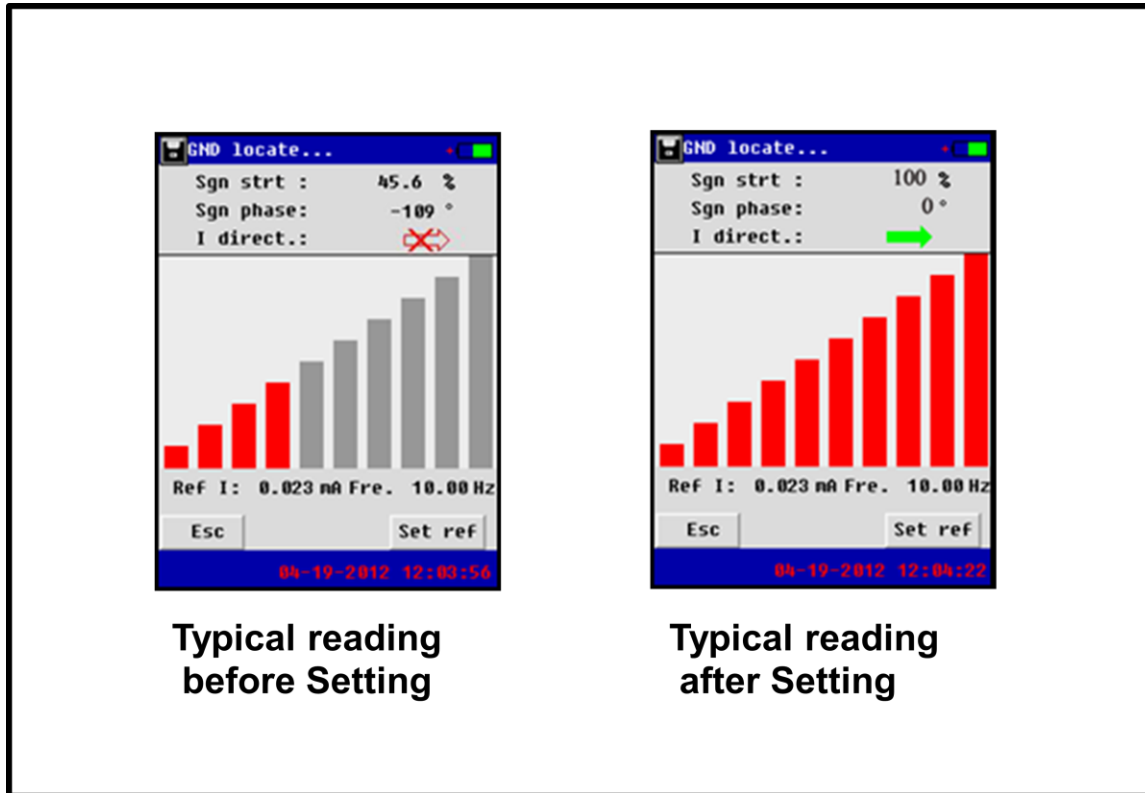 GND locate...
Sgn strt : 45.6 %
Sgn phase: -109 °
I direct.:
Ref I: 0.023 mA Fre. 10.00 Hz
Esc Set ref
04-19-2012 12:03:56
Typical reading
before Setting
GND locate...
Sgn strt : 100 %
Sgn phase: 0 °
I direct.:
Ref I: 0.023 mA Fre. 10.00 Hz
Esc Set ref
04-19-2012 12:04:22
Typical reading
after Setting